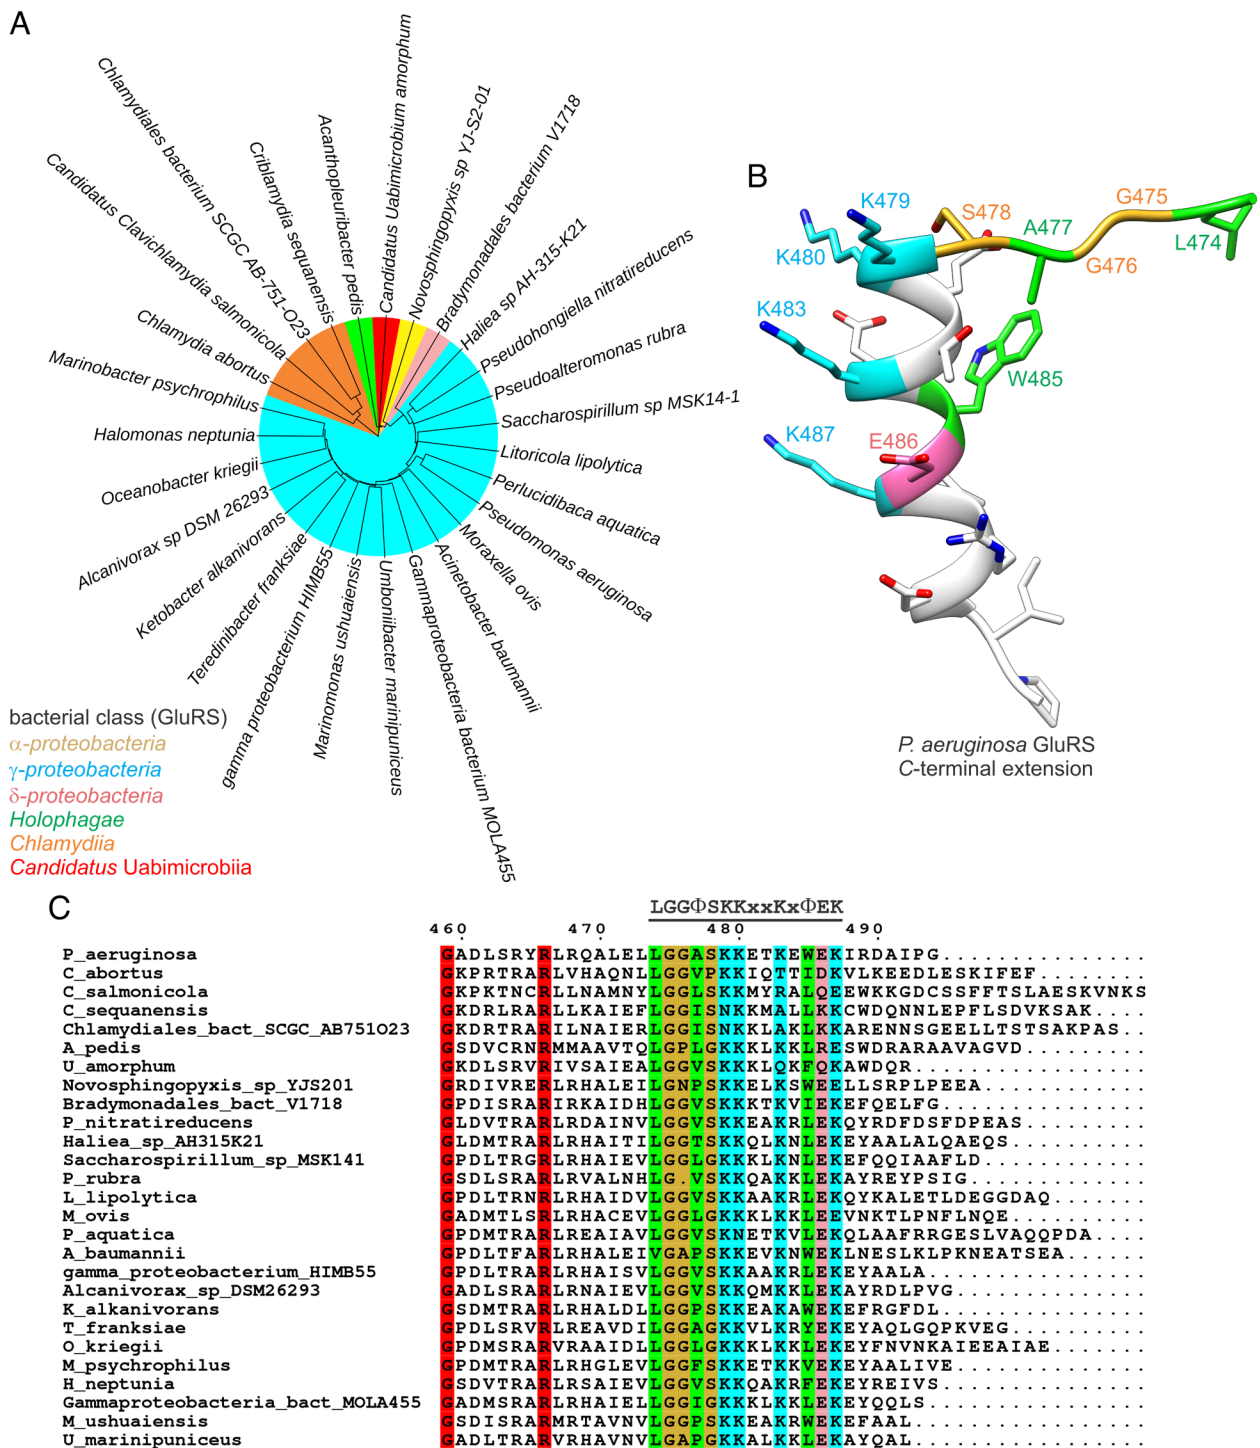 A
Chlamydiales bacterium SCGC AB-751-O23
Candidatus Clavichlamydia salmonicola
Criblamydia sequanensis
Acanthopleuribacter pedis
Candidatus Uabimicrobium amorphum
Novosphingopyxis sp YJ-S2-01
Bradymonadales bacterium V1718
Haliea sp AH-315-K21
Pseudohongiella nitratireducens
Pseudoalteromonas rubra
Saccharospirillum sp MSK14-1
Litoricola lipolytica
Perlucidibaca aquatica
Pseudomonas aeruginosa
Moraxella ovis
Acinetobacter baumannii
Gammaproteobacteria bacterium MOLA455
Umboniibacter marinipuniceus
Marinomonas ushuaiensis
gamma proteobacterium HIMB55
Teredinibacter franksiae
Ketobacter alkanivorans
Alcanivorax sp DSM 26293
Oceanobacter kriegii
Halomonas neptunia
Marinobacter psychrophilus
Chlamydia abortus
bacterial class (GluRS)
α-proteobacteria
γ-proteobacteria
δ-proteobacteria
Holophagae
Chlamydiia
Candidatus Uabimicrobiia
B
K479
S478
G475
K480
A477
L474
G476
K483
W485
K487
E486
P. aeruginosa GluRS
C-terminal extension
C
LGGΦSKKxxKxΦEK
460 470 480 490
P_aeruginosa GADLSRYRLRQALELLGGASKKETKEWEKIRDAIPG...............
C_abortus GKPRTRARLVHAQNLLGGVPKKIQTTIDKVLKEEDLESKIFEF........
C_salmonicola GKPKTNCRLLNAMNYLGGLSKKMYRALQEEWKKGDCSSFFTSLAESKVNKS
C_sequanensis GKDRLRARLLKAIEFLGGISNKKMALLKKCWDQNNLEPFLSDVKSAK....
Chlamydiales_bact_SCGC_AB751O23 GKDRTRARILNAIERLGGISNKKLAKLKKARENNSGEELLTSTSAKPAS..
A_pedis GSDVCRNRMMAAVTQLGPLGKKKLKKLRESWDRARAAVAGVD.........
U_amorphum GKDLSRVRIVSAIEALGGVSKKKLQKFQKAWDQR.................
Novosphingopyxis_sp_YJS201 GRDIVRERLRHALEILGNPSKKELKSWEELLSRPLPEEA............
Bradymonadales_bact_V1718 GPDISRARIRKAIDHLGGVSKKKTKVIEKEFQELFG...............
P_nitratireducens GLDVTRARLRDAINVLGGVSKKEAKRLEKQYRDFDSFDPEAS.........
Haliea_sp_AH315K21 GLDMTRARLRHAITILGGTSKKQLKNLEKEYAALALQAEQS..........
Saccharospirillum_sp_MSK141 GPDLTRGRLRHAIEVLGGLGKKKLKNLEKEFQQIAAFLD............
P_rubra GSDLSRARLRVALNHLG.VSKKQAKKLEKAYREYPSIG.............
L_lipolytica GPDLTRNRLRHAIDVLGGVSKKAAKRLEKQYKALETLDEGGDAQ.......
M_ovis GADMTLSRLRHACEVLGGLGKKKLKKLEEVNKTLPNFLNQE..........
P_aquatica GPDMTRARLREAIAVLGGVSKNETKVLEKQLAAFRRGESLVAQQPDA....
A_baumannii GPDLTFARLRHALEIVGAPSKKEVKNWEKLNESLKLPKNEATSEA......
gamma_proteobacterium_HIMB55 GPDLTRARLRHAISVLGGVSKKAAKRLEKEYAALA................
Alcanivorax_sp_DSM26293 GADLSRARLRNAIEVLGGVSKKQMKKLEKAYRDLPVG..............
K_alkanivorans GSDMTRARLRHALDLLGGPSKKEAKAWEKEFRGFDL...............
T_franksiae GPDLSRVRLREAVDILGGAGKKVLKRYEKEYAQLGQPKVEG..........
O_kriegii GPDMSRARVRAAIDLLGGLGKKKLKKLEKEYFNVNKAIEEAIAE.......
M_psychrophilus GPDMTRARLRHGLEVLGGFSKKETKKVEKEYAALIVE..............
H_neptunia GSDVTRARLRSAIEVLGGVSKKQAKRFEKEYREIVS...............
Gammaproteobacteria_bact_MOLA455 GADMSRARLRHAIEVLGGIGKKKLKKLEKEYQQLS................
M_ushuaiensis GSDISRARMRTAVNVLGGPSKKEAKRWEKEFAAL.................
U_marinipuniceus GADLTRARVRHAVNVLGAPGKKALKKLEKAYQAL.................